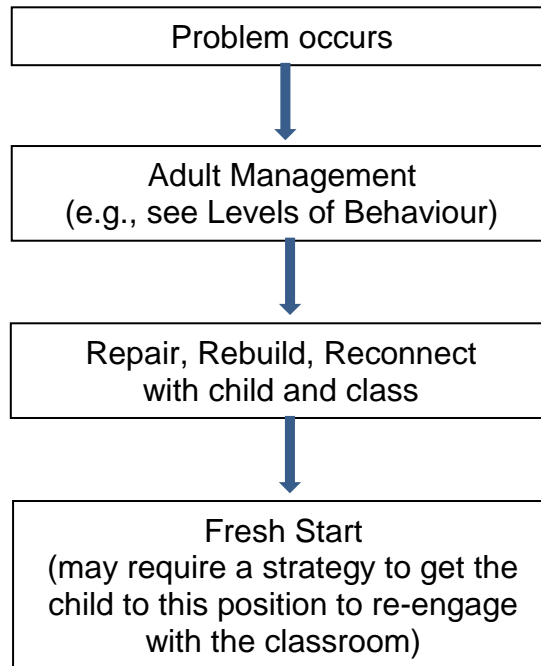 Problem occurs
Adult Management
(e.g., see Levels of Behaviour)
Repair, Rebuild, Reconnect
with child and class
Fresh Start
(may require a strategy to get the
child to this position to re-engage
with the classroom)